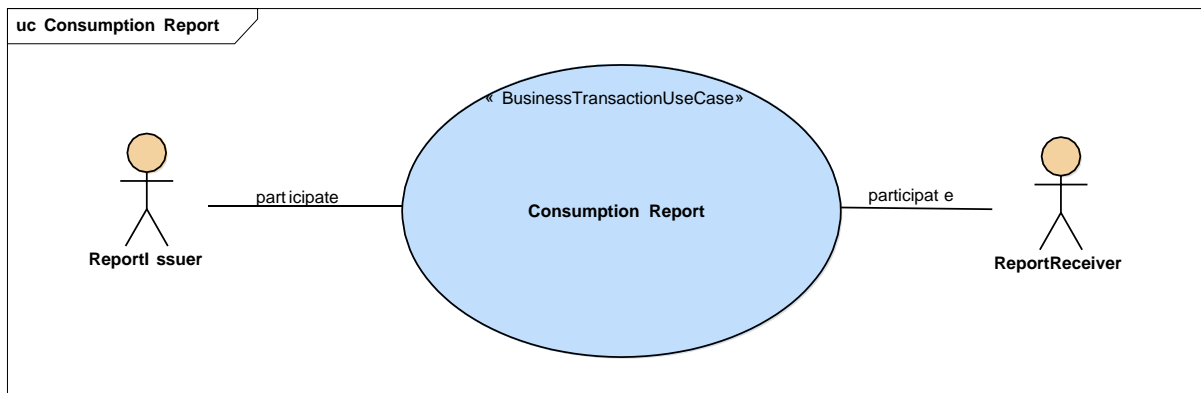 uc Consumption Report
« BusinessTransactionUseCase»
participate
participate
Consumption Report
ReportIssuer
ReportReceiver